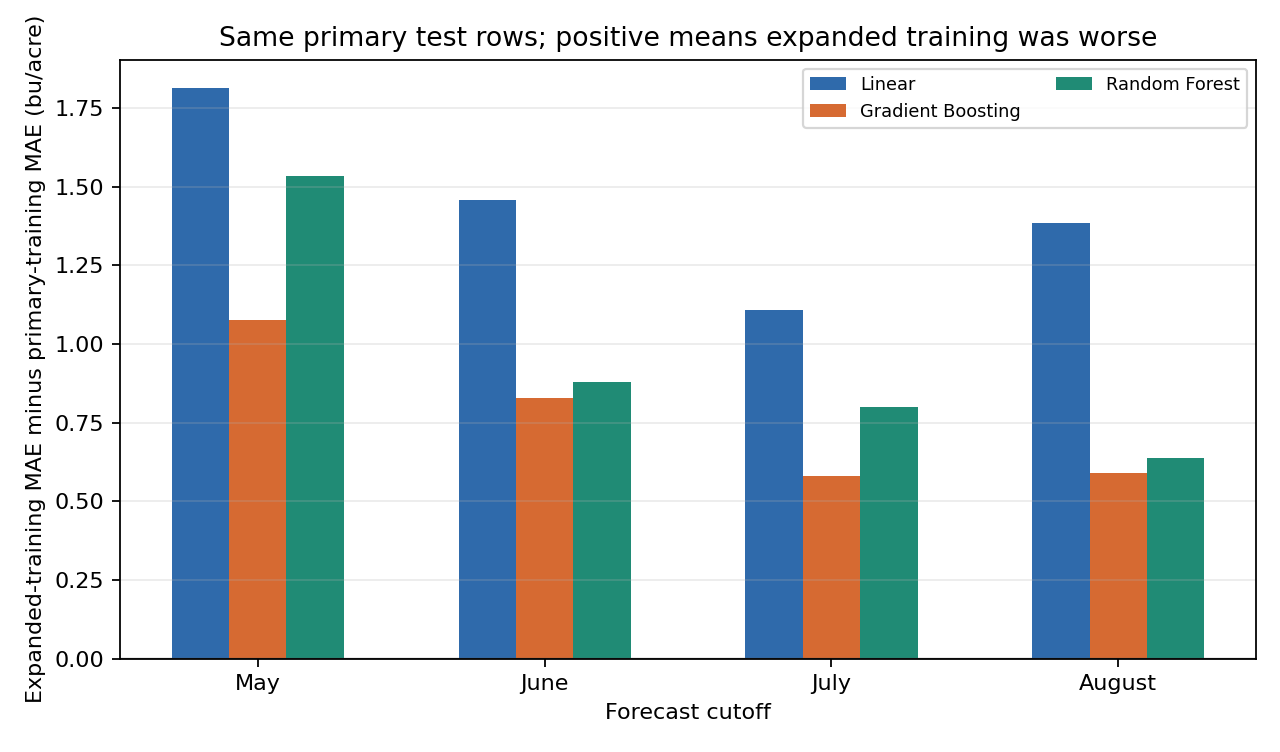 Same primary test rows; positive means expanded training was worse
Expanded-training MAE minus primary-training MAE (bu/acre)
Linear
Gradient Boosting
Random Forest
1.75
1.50
1.25
1.00
0.75
0.50
0.25
0.00
May
June
July
August
Forecast cutoff